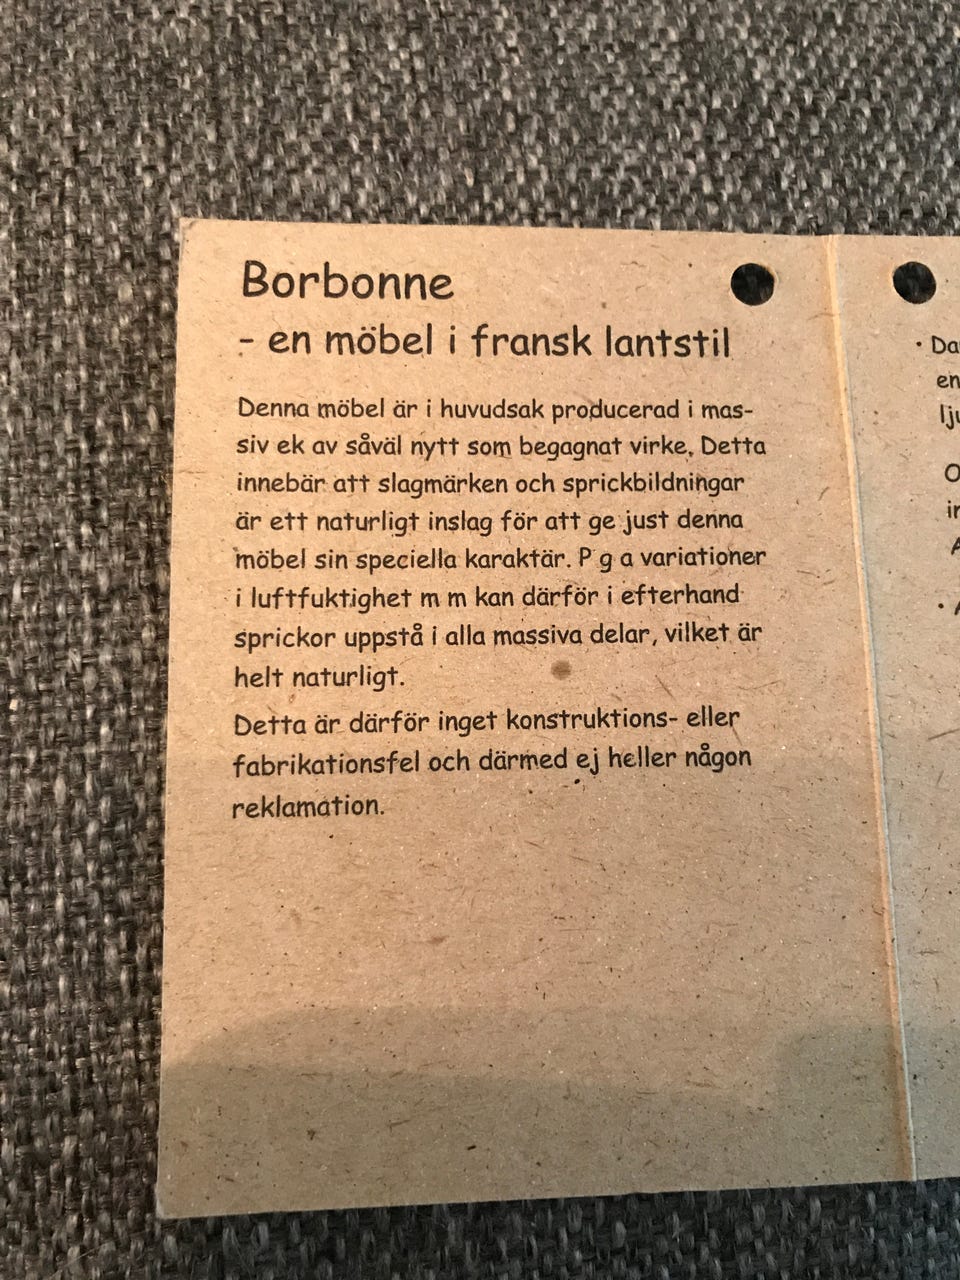 Borbonne
- en möbel i fransk lantstil
Denna möbel är i huvudsak producerad i mas-
siv ek av såväl nytt som begagnat virke. Detta
innebär att slagmärken och sprickbildningar
är ett naturligt inslag för att ge just denna
möbel sin speciella karaktär. P g a variationer
i luftfuktighet m m kan därför i efterhand
sprickor uppstå i alla massiva delar, vilket är
helt naturligt.
Detta är därför inget konstruktions- eller
fabrikationsfel och därmed ej heller någon
reklamation.